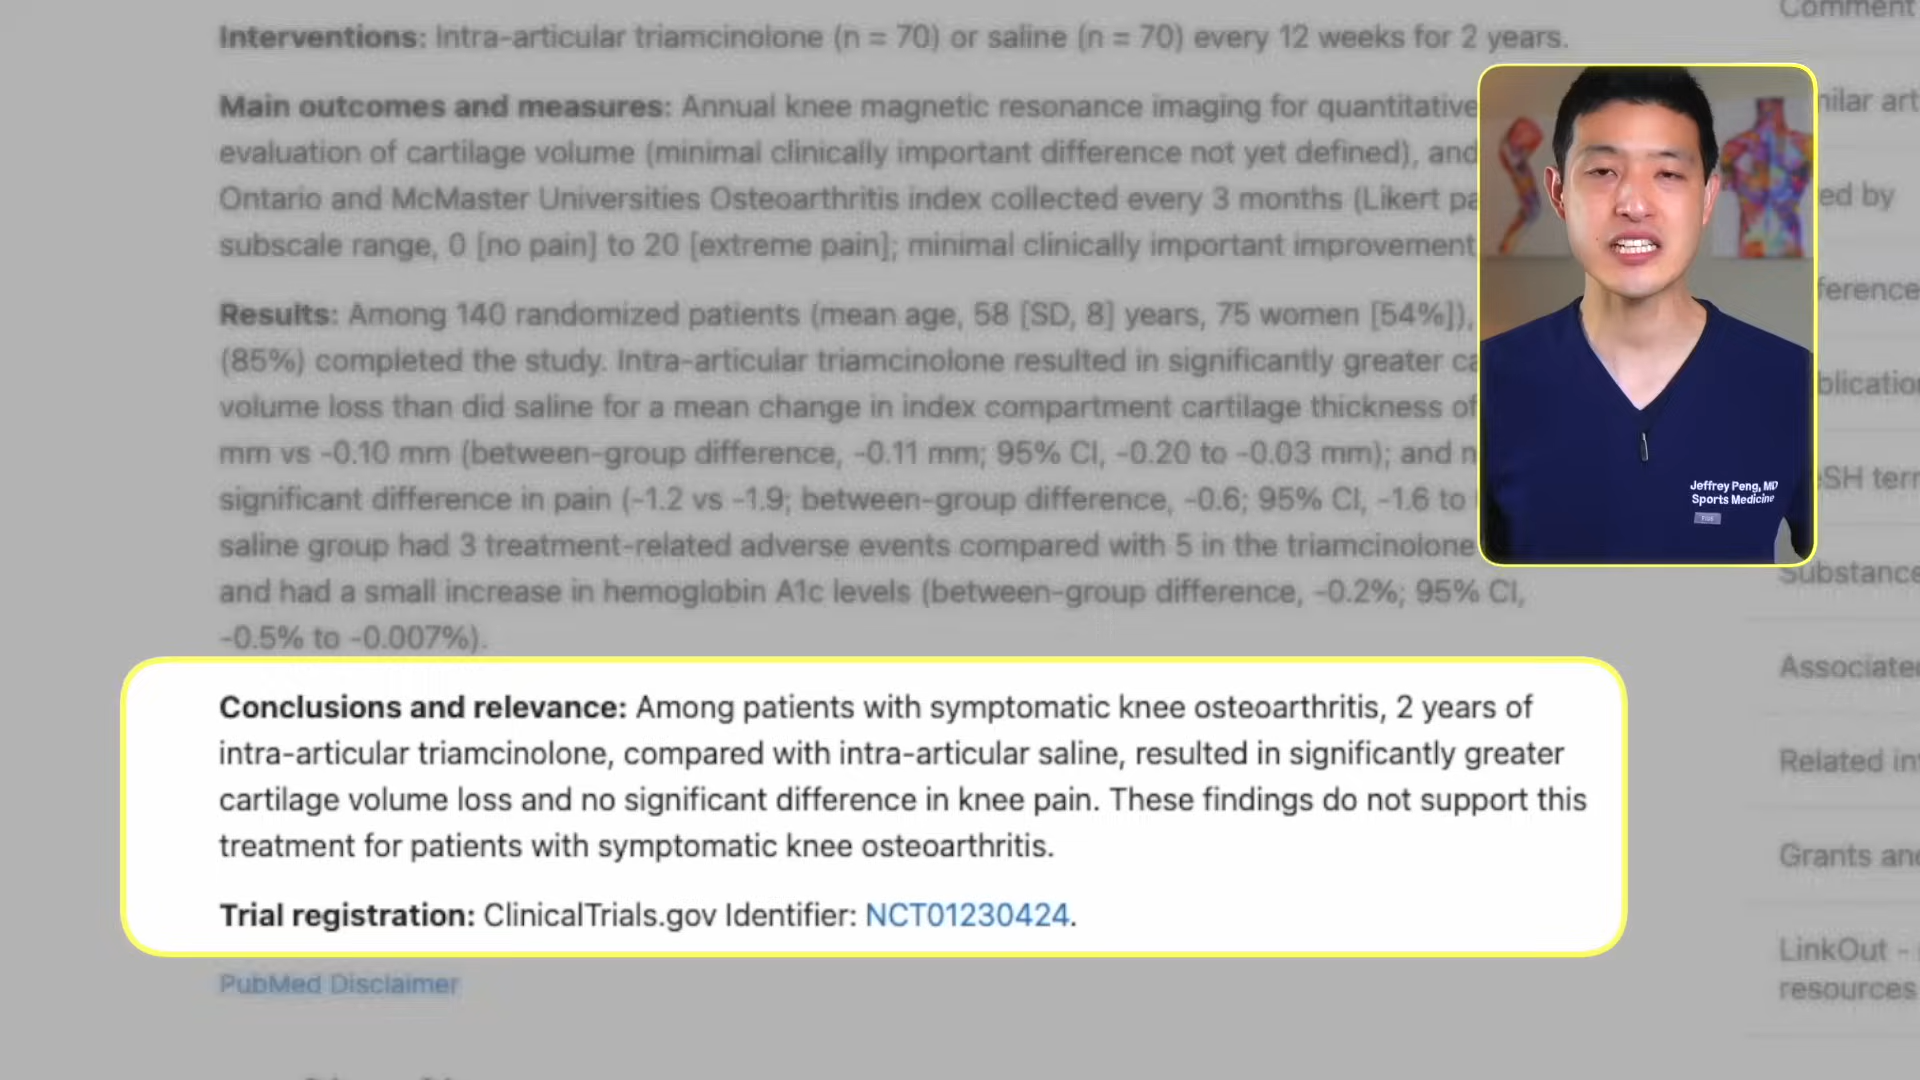 Interventions: Intra-articular triamcinolone (n = 70) or saline (n = 70) every 12 weeks for 2 years.
Main outcomes and measures: Annual knee magnetic resonance imaging for quantitative
evaluation of cartilage volume (minimal clinically important difference not yet defined), and
Ontario and McMaster Universities Osteoarthritis index collected every 3 months (Likert
subscale range, 0 [no pain] to 20 [extreme pain]; minimal clinically important improvement
Results: Among 140 randomized patients (mean age, 58 [SD, 8] years, 75 women [54%]),
(85%) completed the study. Intra-articular triamcinolone resulted in significantly greater
volume loss than did saline for a mean change in index compartment cartilage thickness of
mm vs -0.10 mm (between-group difference, -0.11 mm; 95% CI, -0.20 to -0.03 mm); and
significant difference in pain (-1.2 vs -1.9; between-group difference, -0.6; 95% CI, -1.6 to
saline group had 3 treatment-related adverse events compared with 5 in the triamcinolone
and had a small increase in hemoglobin A1c levels (between-group difference, -0.2%; 95% CI,
-0.5% to -0.007%).
Conclusions and relevance: Among patients with symptomatic knee osteoarthritis, 2 years of
intra-articular triamcinolone, compared with intra-articular saline, resulted in significantly greater
cartilage volume loss and no significant difference in knee pain. These findings do not support this
treatment for patients with symptomatic knee osteoarthritis.
Trial registration: ClinicalTrials.gov Identifier: NCT01230424.
PubMed Disclaimer
Jeffrey Peng, MD
Sports Medicine
Comment
by
Substance
Related
Grants
LinkOut -
resources